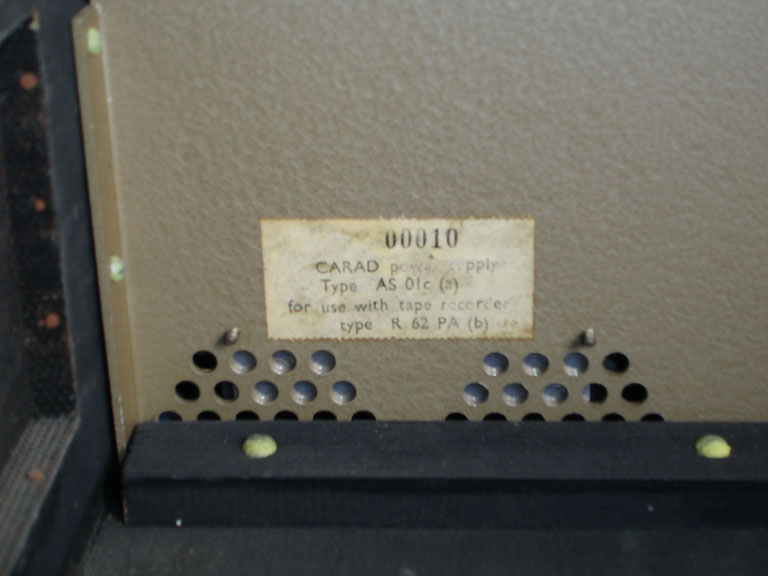 00010
CARAD power supply
Type AS 01c (a)
for use with tape recorder
type R 62 PA (b)